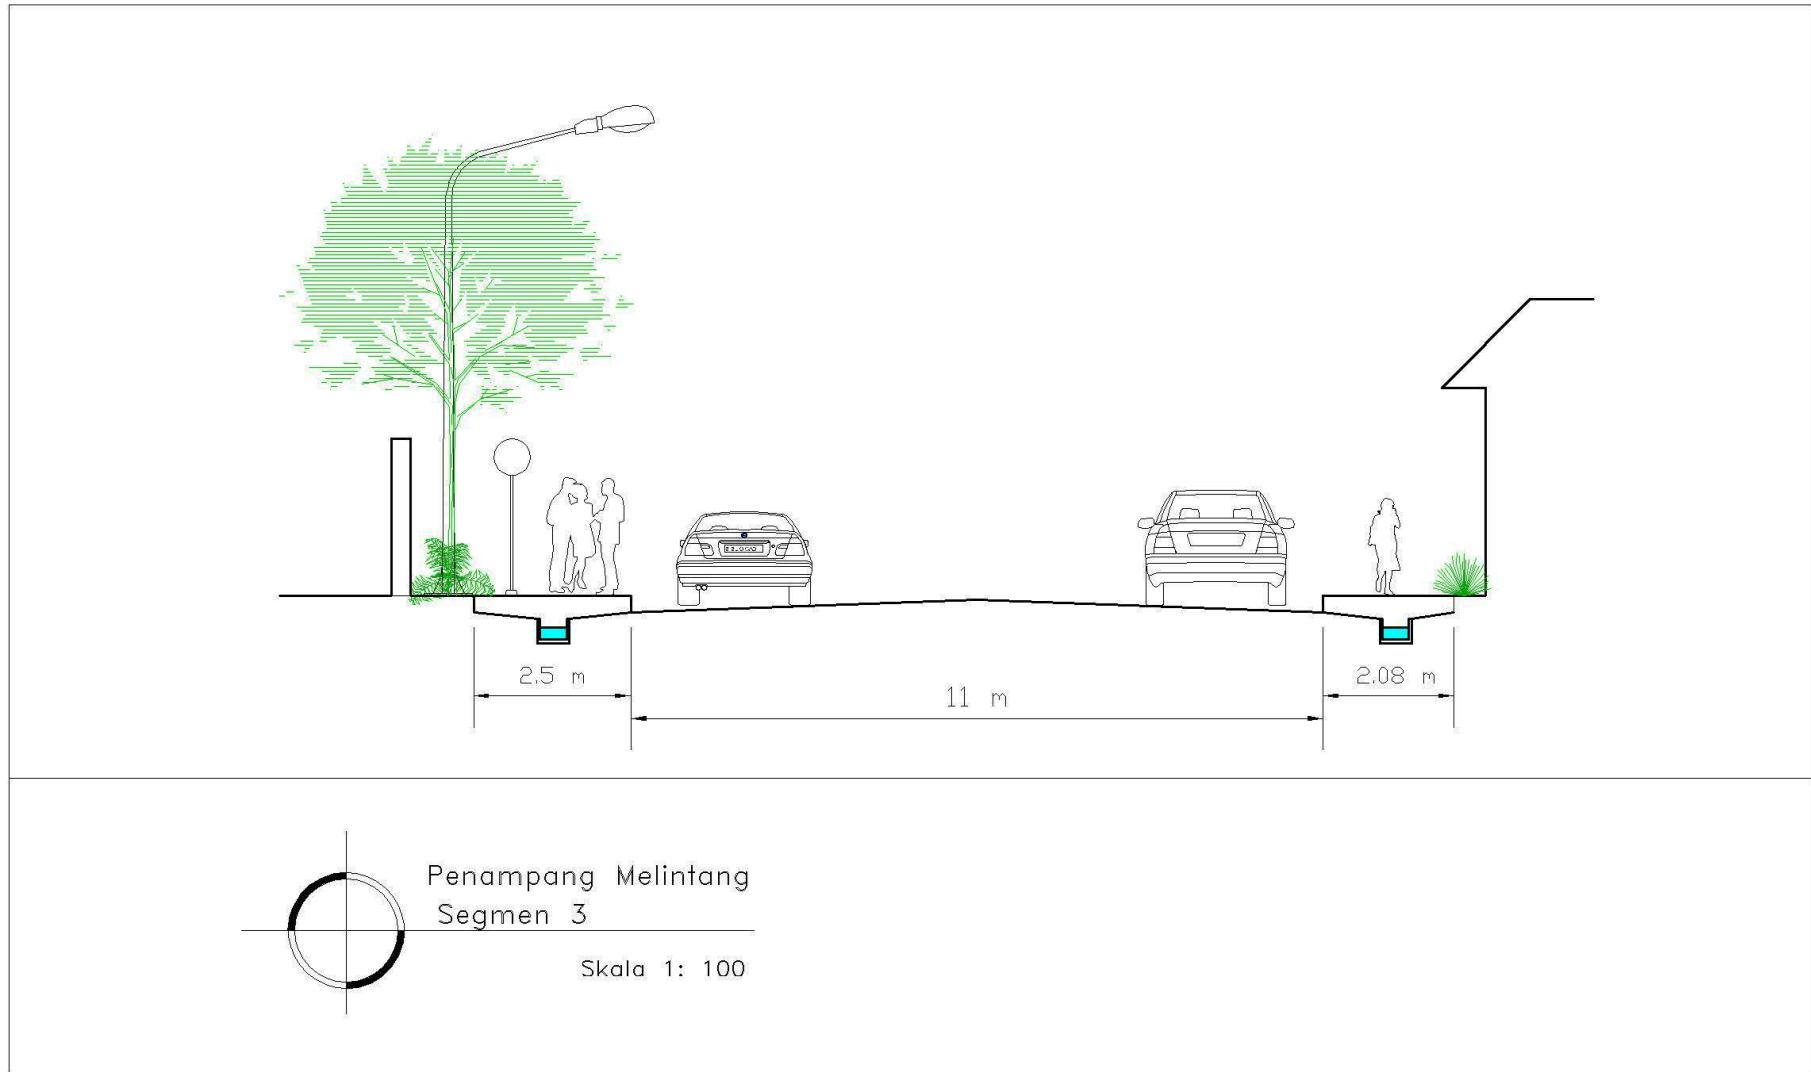 2.5 m
11 m
2.08 m
Penampang Melintang
Segmen 3
Skala 1: 100